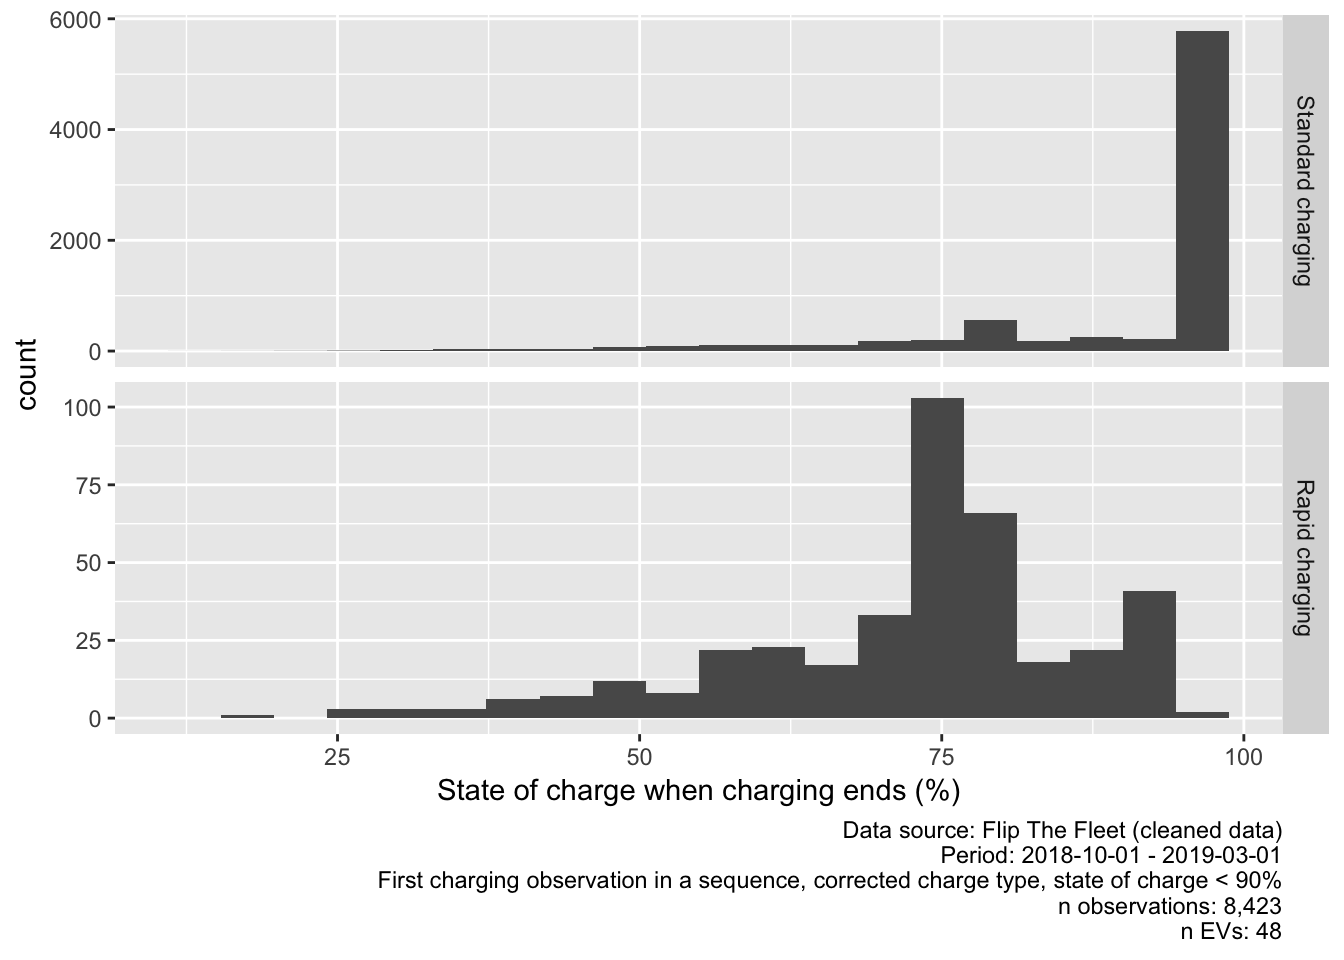 6000
4000
2000
0
Standard charging
count
100
75
50
25
0
Rapid charging
25
50
75
100
State of charge when charging ends (%)
Data source: Flip The Fleet (cleaned data)
Period: 2018-10-01 - 2019-03-01
First charging observation in a sequence, corrected charge type, state of charge < 90%
n observations: 8,423
n EVs: 48